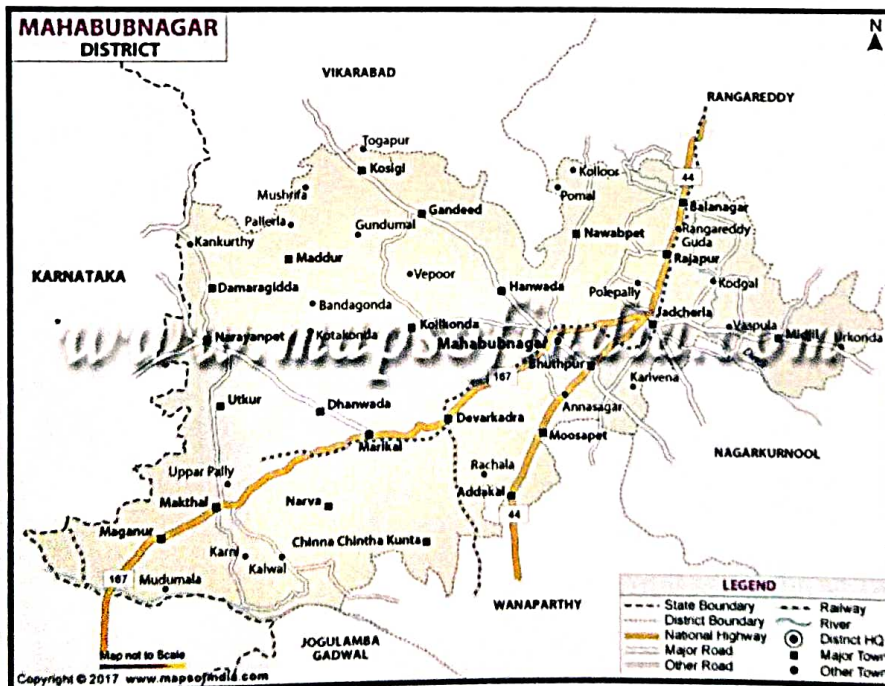 MAHABUBNAGAR
DISTRICT
N
VIKARABAD
RANGAREDDY
Togapur
Kosigi
Kolloor
Mushrifa
Pomal
44
Gandeed
Balanagar
Pallerla
Gundumal
Nawabpet
Rangareddy
Guda
Kankurthy
Maddur
Rajapur
KARNATAKA
Vepoor
Kodgal
Damaragidda
Hanwada
Polepally
Bandagonda
Jadcherla
Koilkonda
Vaspula
Midjil
Urkonda
www.mapsofindia.com
Narayanpet
Kotakonda
Mahabubnagar
Bhuthpur
167
Karivena
Utkur
Dhanwada
Annasagar
Devarkadra
Marikal
Moosapet
NAGARKURNOOL
Uppar Pally
Rachala
Addakal
Makthal
Narva
44
Maganur
Chinna Chintha Kunta
Karni
Kalwal
167
Mudumala
WANAPARTHY
JOGULAMBA
GADWAL
LEGEND
State Boundary
Railway
District Boundary
River
National Highway
District HQ
Major Road
Major Town
Other Road
Other Town
Map not to Scale
Copyright © 2017 www.mapsofindia.com